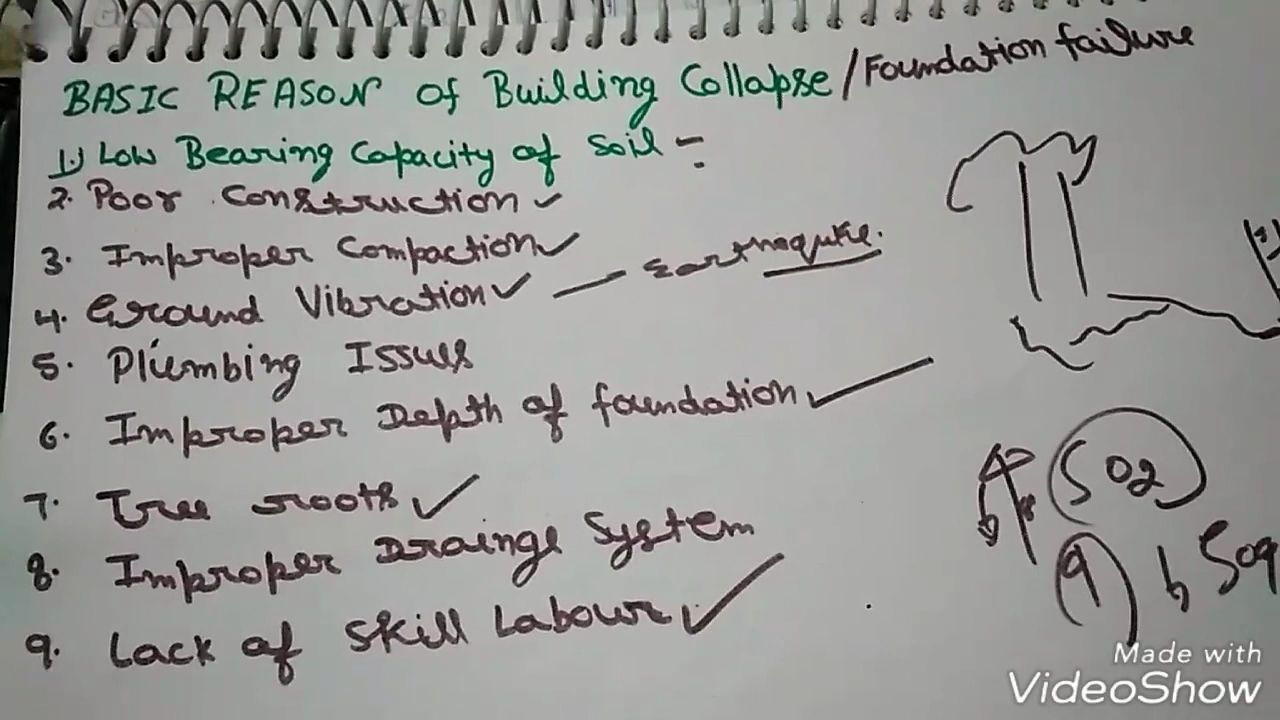 BASIC REASON of Building Collapse / Foundation failure
1.) Low Bearing Capacity of Soil :-
2. Poor Construction ✓
3. Improper Compaction ✓
4. Ground Vibration ✓ — Earthquke.
5. Plumbing Issues
6. Improper Depth of foundation ✓
7. Tree roots ✓
8. Improper Drainge System
9. Lack of Skill Labour ✓
SO2
Made with
VideoShow